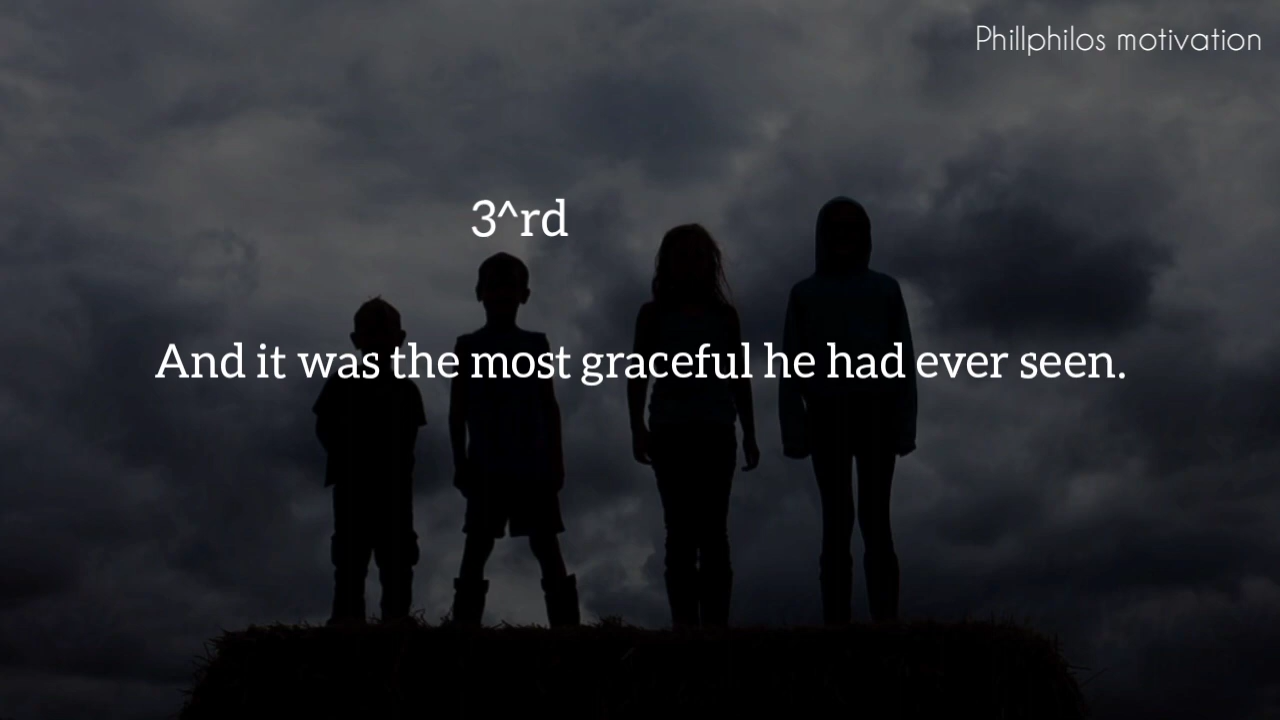 Phillphilos motivation
3^rd
And it was the most graceful he had ever seen.